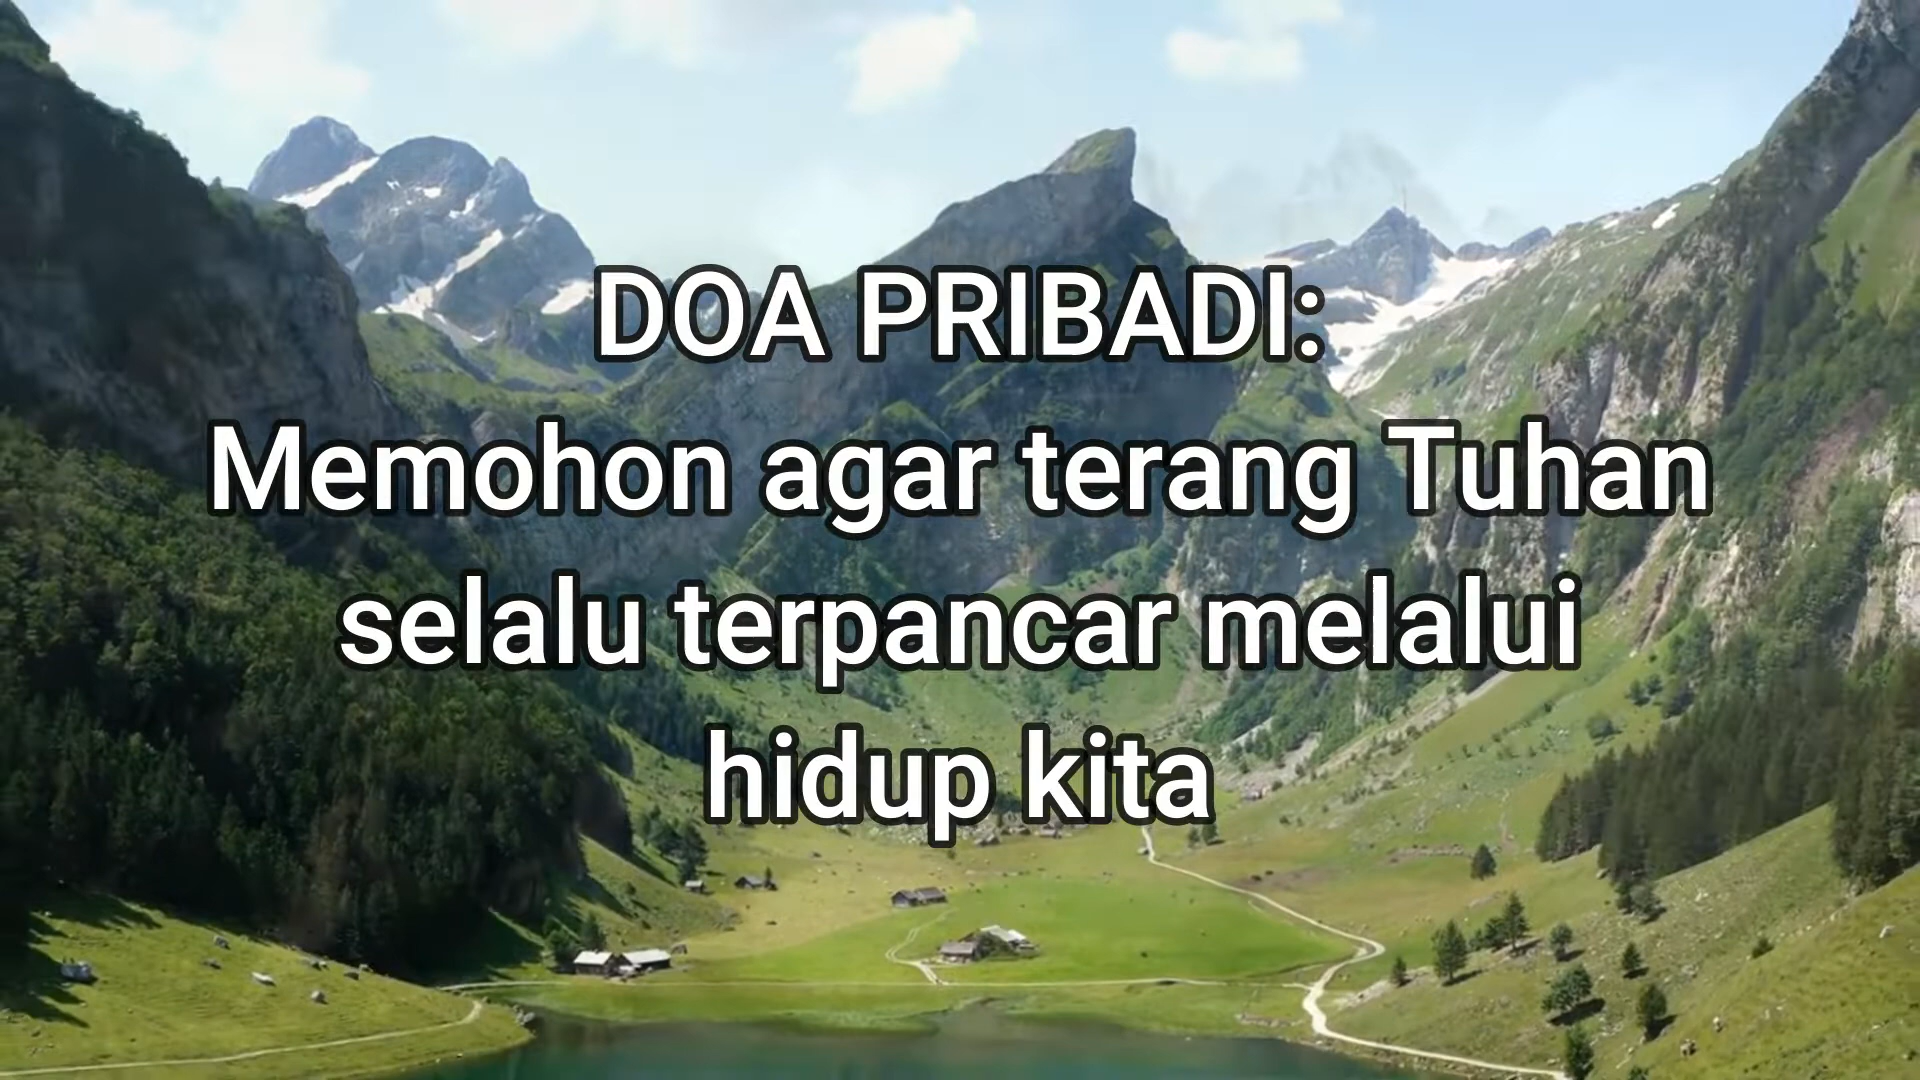 DOA PRIBADI:
Memohon agar terang Tuhan
selalu terpancar melalui
hidup kita